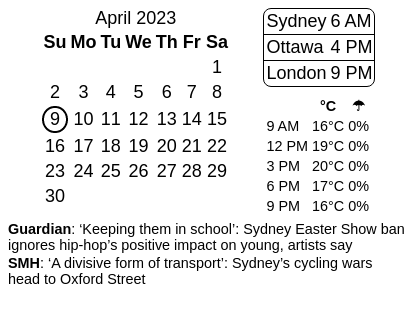 April 2023
Su Mo Tu We Th Fr Sa
1
2 3 4 5 6 7 8
9 10 11 12 13 14 15
16 17 18 19 20 21 22
23 24 25 26 27 28 29
30
Sydney 6 AM
Ottawa 4 PM
London 9 PM
°C ☂
9 AM 16°C 0%
12 PM 19°C 0%
3 PM 20°C 0%
6 PM 17°C 0%
9 PM 16°C 0%
Guardian: ‘Keeping them in school’: Sydney Easter Show ban
ignores hip-hop’s positive impact on young, artists say
SMH: ‘A divisive form of transport’: Sydney’s cycling wars
head to Oxford Street